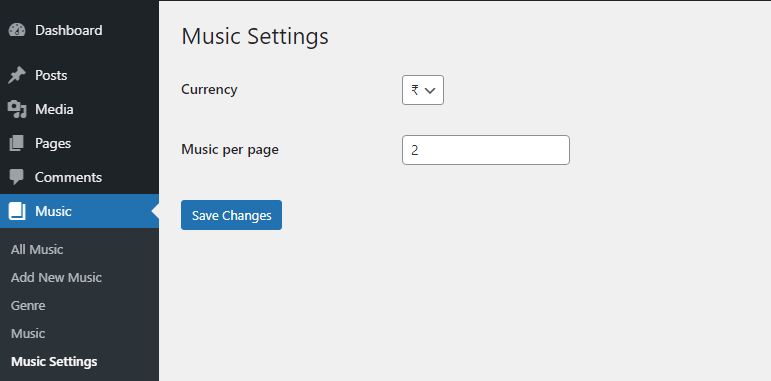 Dashboard
Posts
Media
Pages
Comments
Music
All Music
Add New Music
Genre
Music
Music Settings
Music Settings
Currency
₹
Music per page
2
Save Changes